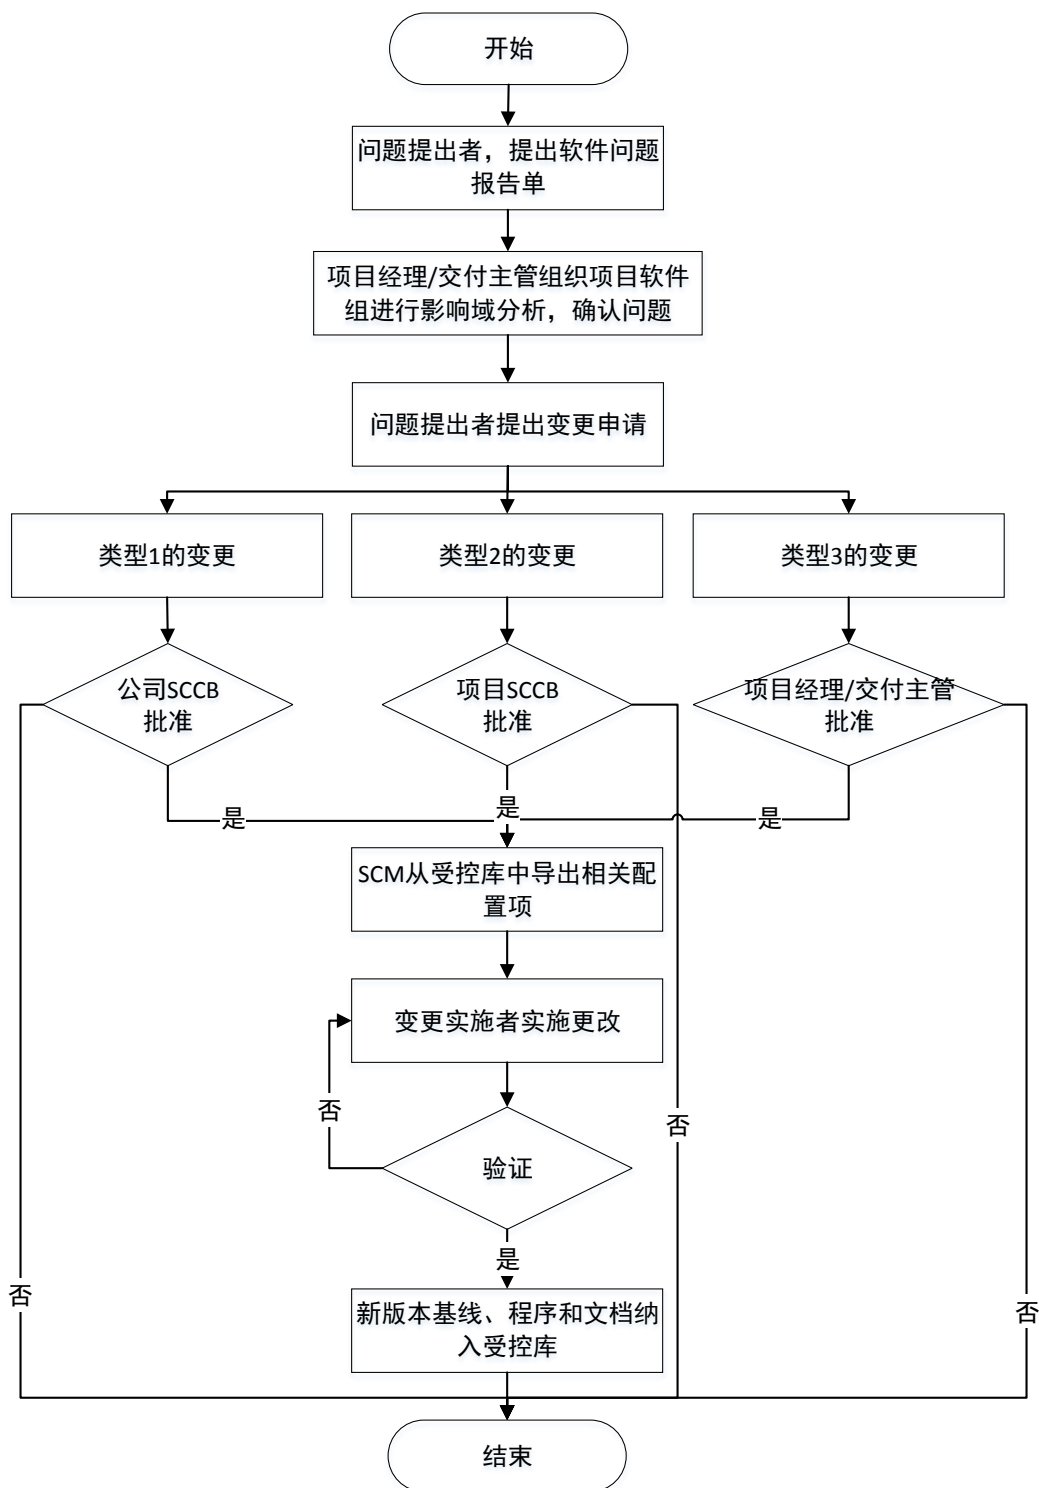 开始
问题提出者，提出软件问题
报告单
项目经理/交付主管组织项目软件
组进行影响域分析，确认问题
问题提出者提出变更申请
类型1的变更
类型2的变更
类型3的变更
公司SCCB
批准
项目SCCB
批准
项目经理/交付主管
批准
是
是
是
SCM从受控库中导出相关配
置项
变更实施者实施更改
否
否
验证
是
否
否
新版本基线、程序和文档纳
入受控库
结束